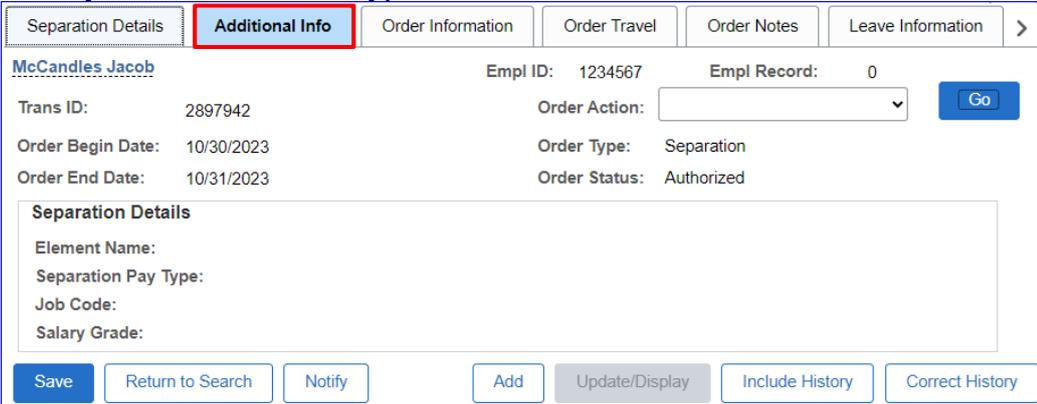 Separation Details Additional Info Order Information Order Travel Order Notes Leave Information
McCandles Jacob Empl ID: 1234567 Empl Record: 0
Trans ID: 2897942 Order Action: Go
Order Begin Date: 10/30/2023 Order Type: Separation
Order End Date: 10/31/2023 Order Status: Authorized
Separation Details
Element Name:
Separation Pay Type:
Job Code:
Salary Grade:
Save Return to Search Notify Add Update/Display Include History Correct History